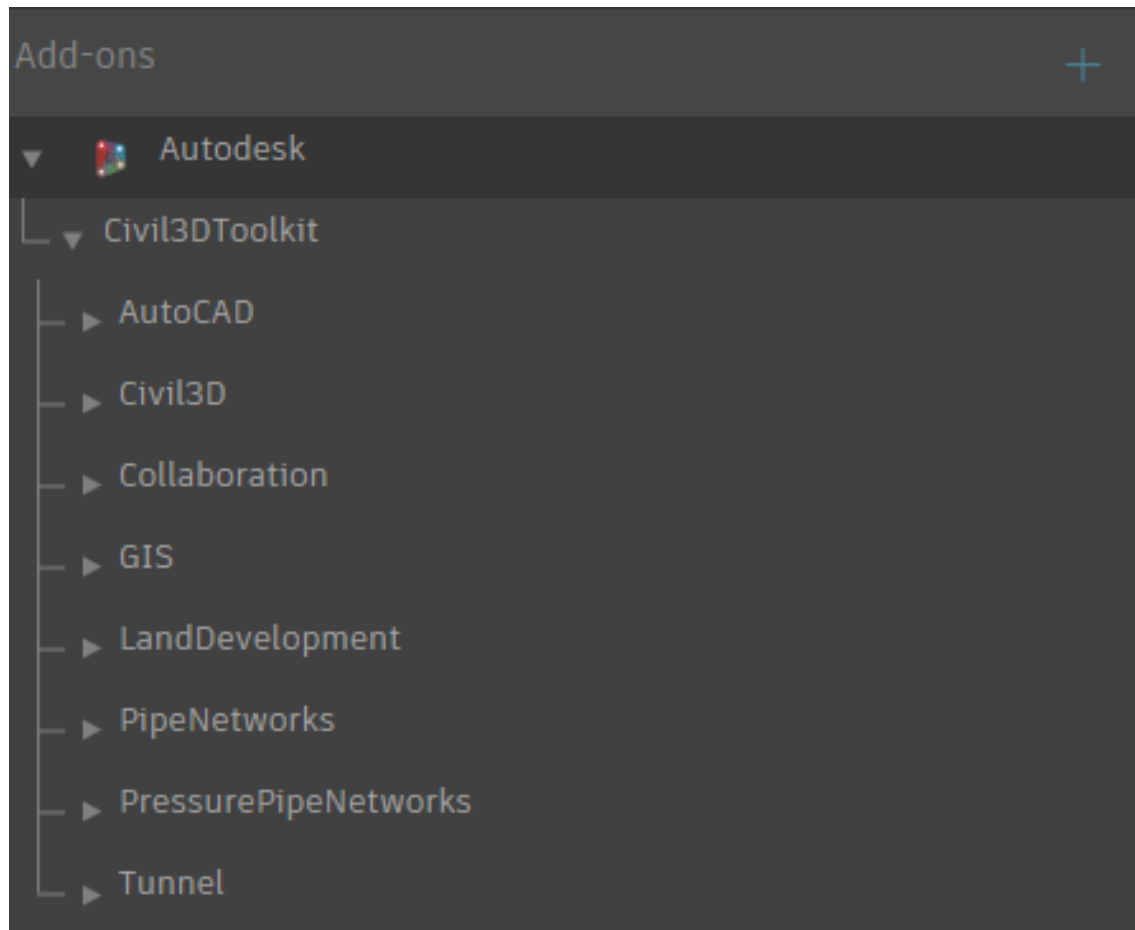 Add-ons
Autodesk
Civil3DToolkit
AutoCAD
Civil3D
Collaboration
GIS
LandDevelopment
PipeNetworks
PressurePipeNetworks
Tunnel